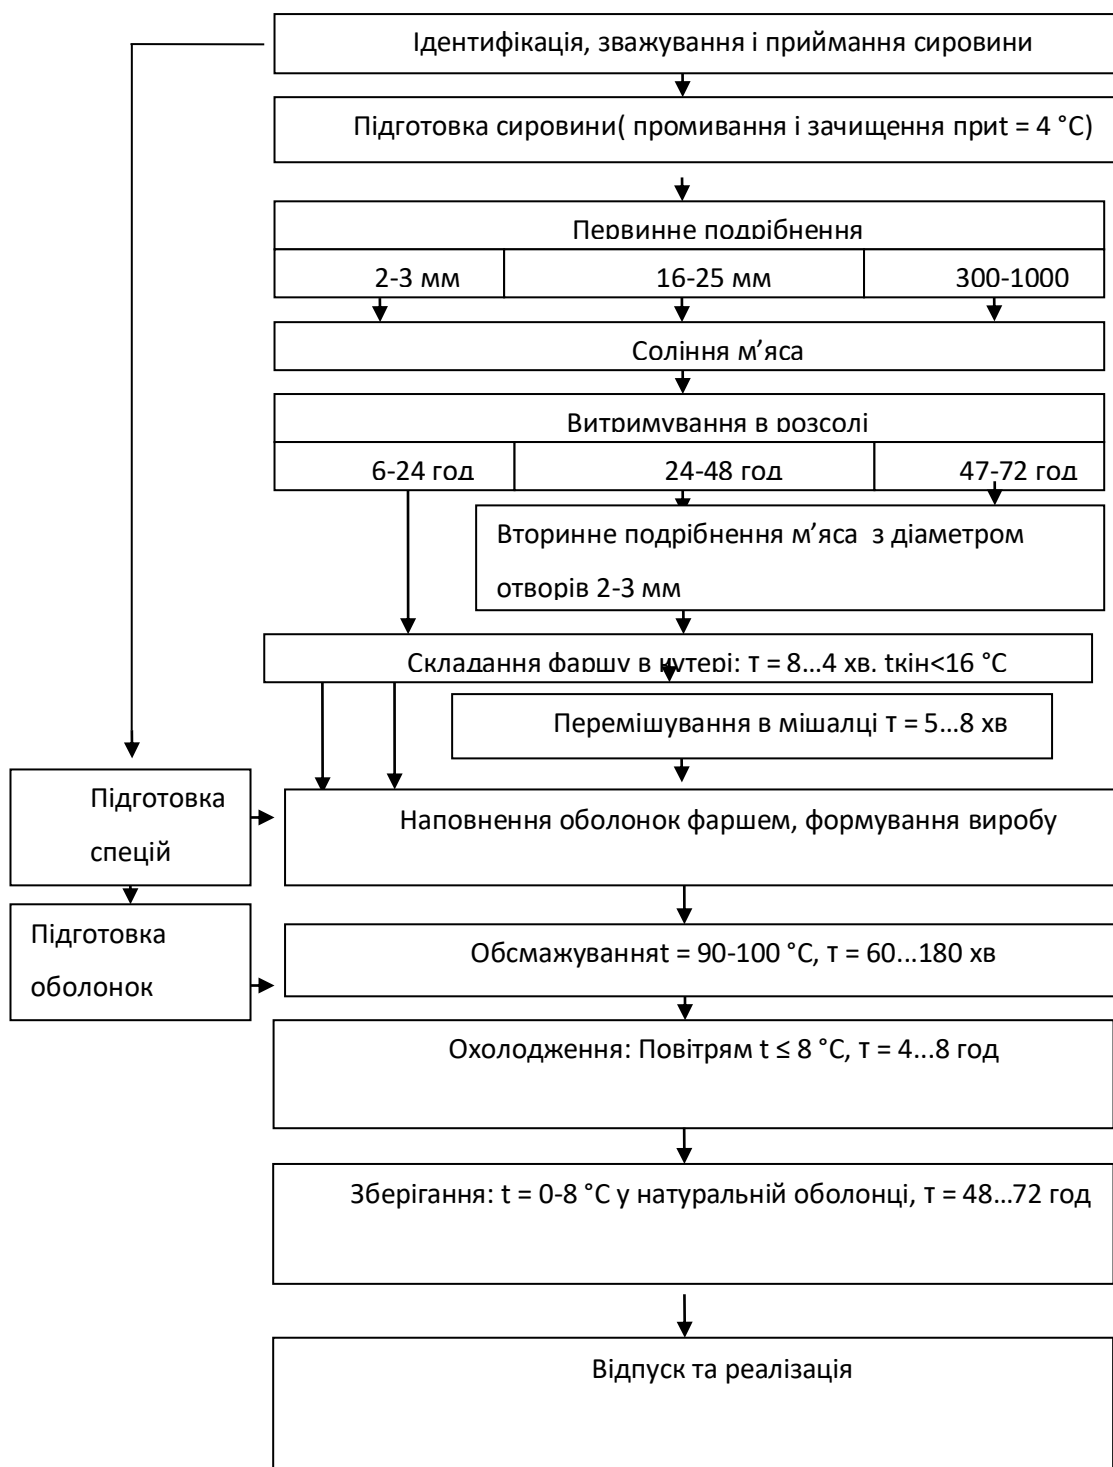 Ідентифікація, зважування і приймання сировини
Підготовка сировини( промивання і зачищення приt = 4 °C)
Первинне подрібнення
2-3 мм
16-25 мм
300-1000
Соління м’яса
Витримування в розсолі
6-24 год
24-48 год
47-72 год
Вторинне подрібнення м’яса з діаметром
отворів 2-3 мм
Складання фаршу в кутері: τ = 8...4 хв. tкін<16 °C
Перемішування в мішалці τ = 5...8 хв
Підготовка
спецій
Наповнення оболонок фаршем, формування виробу
Підготовка
оболонок
Обсмажуванняt = 90-100 °C, τ = 60...180 хв
Охолодження: Повітрям t ≤ 8 °C, τ = 4...8 год
Зберігання: t = 0-8 °C у натуральній оболонці, τ = 48...72 год
Відпуск та реалізація